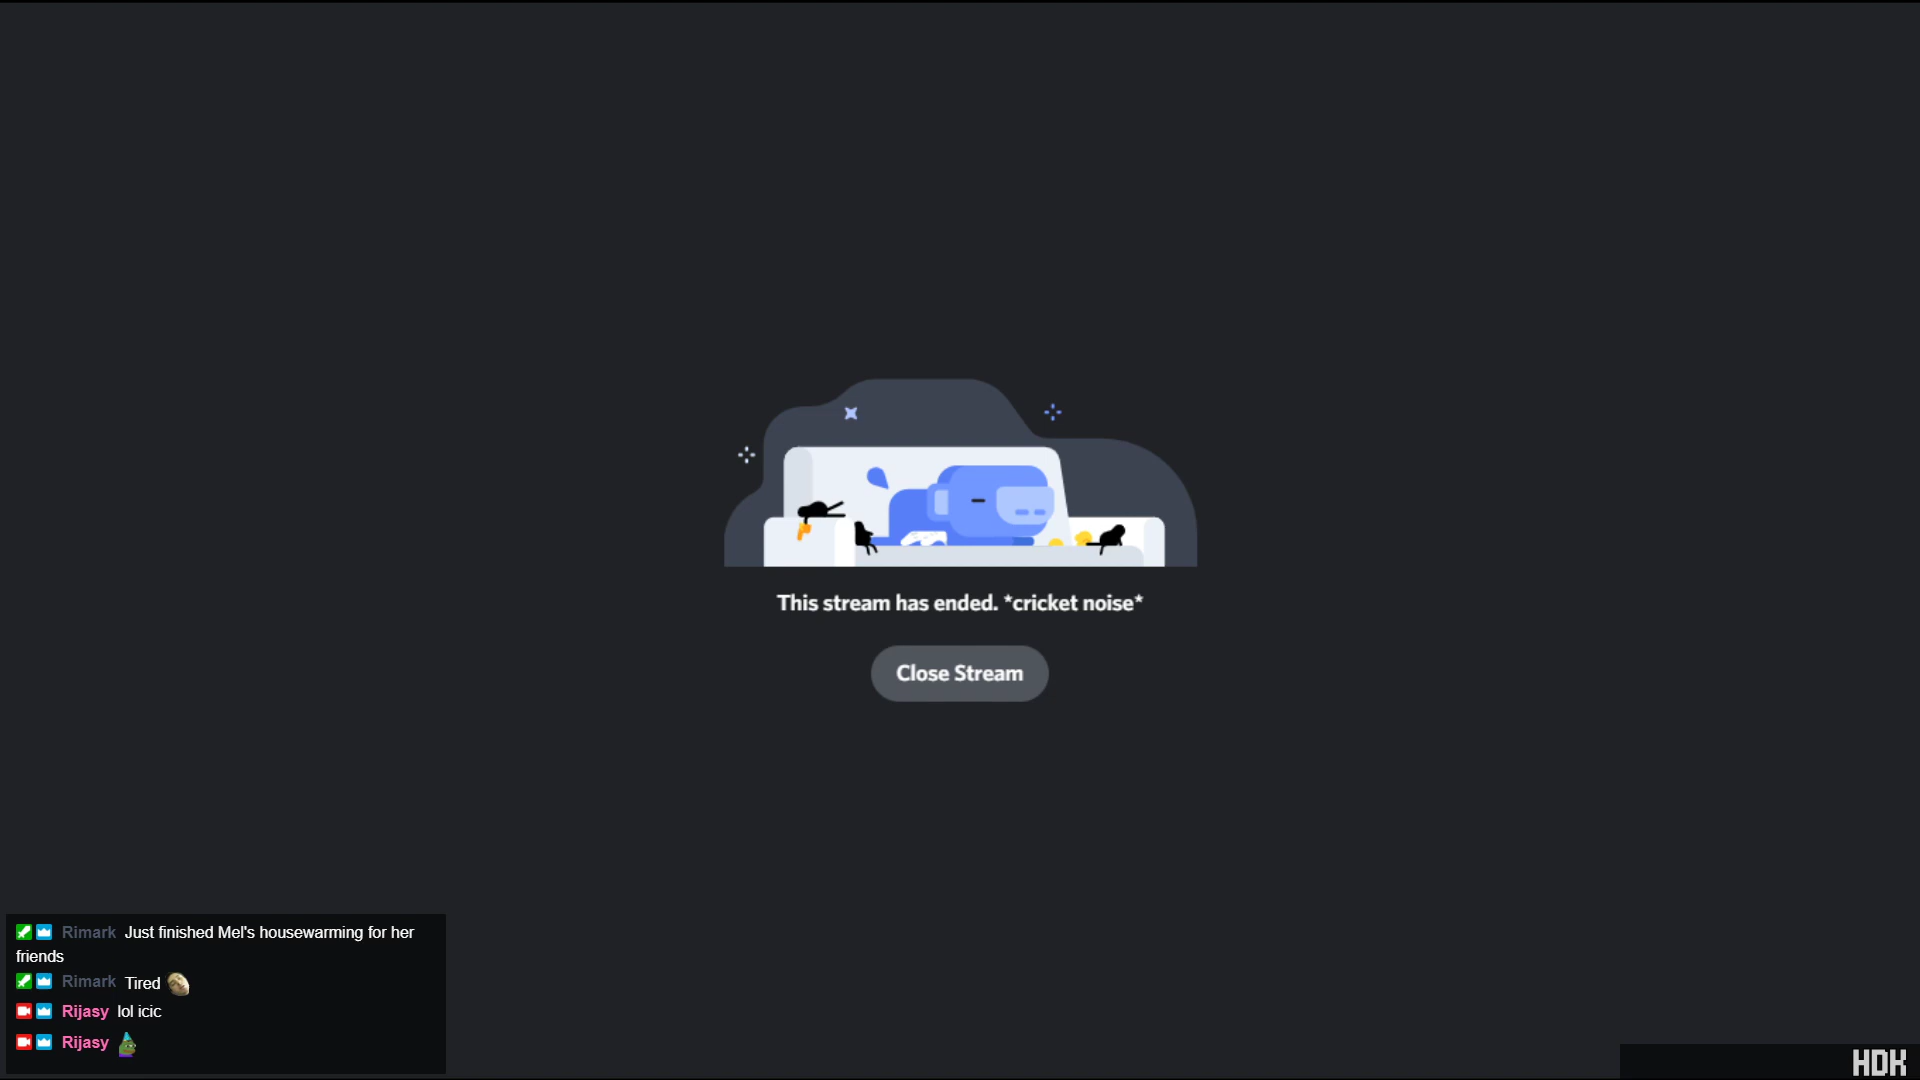 This stream has ended. *cricket noise*
Close Stream
Rimark Just finished Mel's housewarming for her
friends
Rimark Tired
Rijasy lol icic
Rijasy
HDK